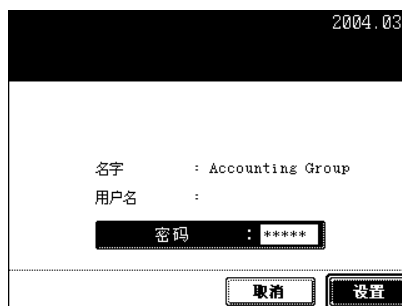 2004.03
名字 : Accounting Group
用户名 :
密码 : *****
取消 设置